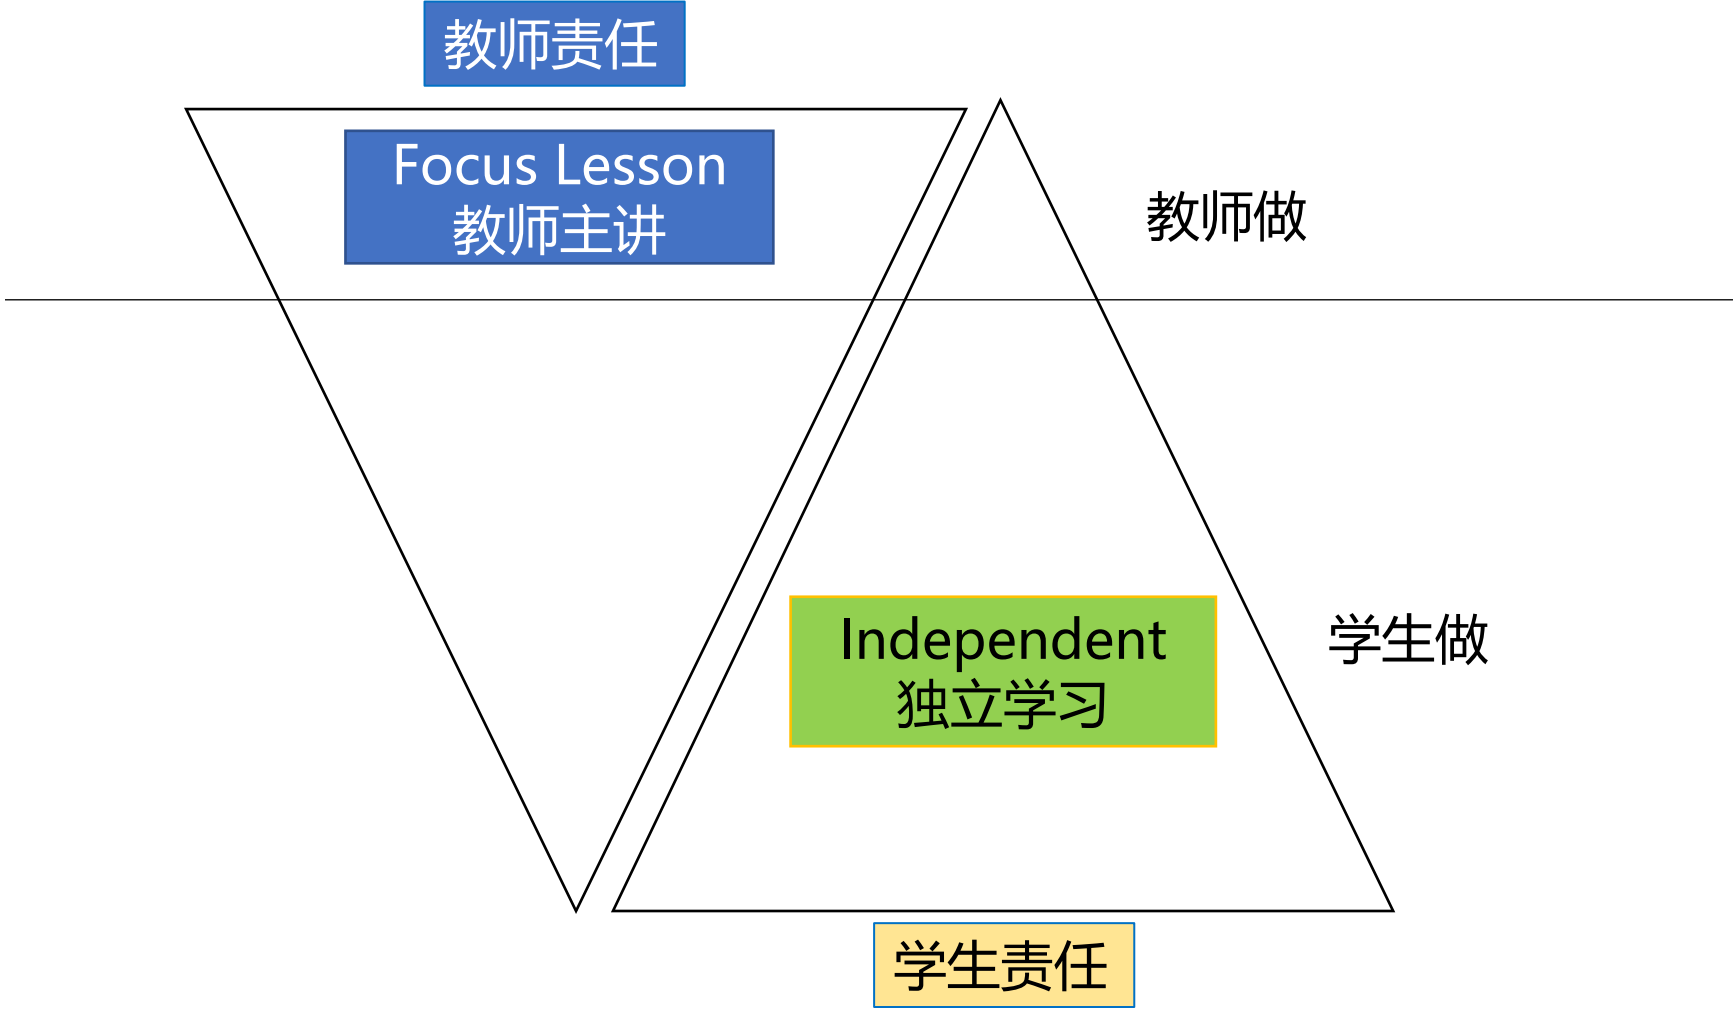 教师责任
Focus Lesson
教师主讲
教师做
学生做
Independent
独立学习
学生责任